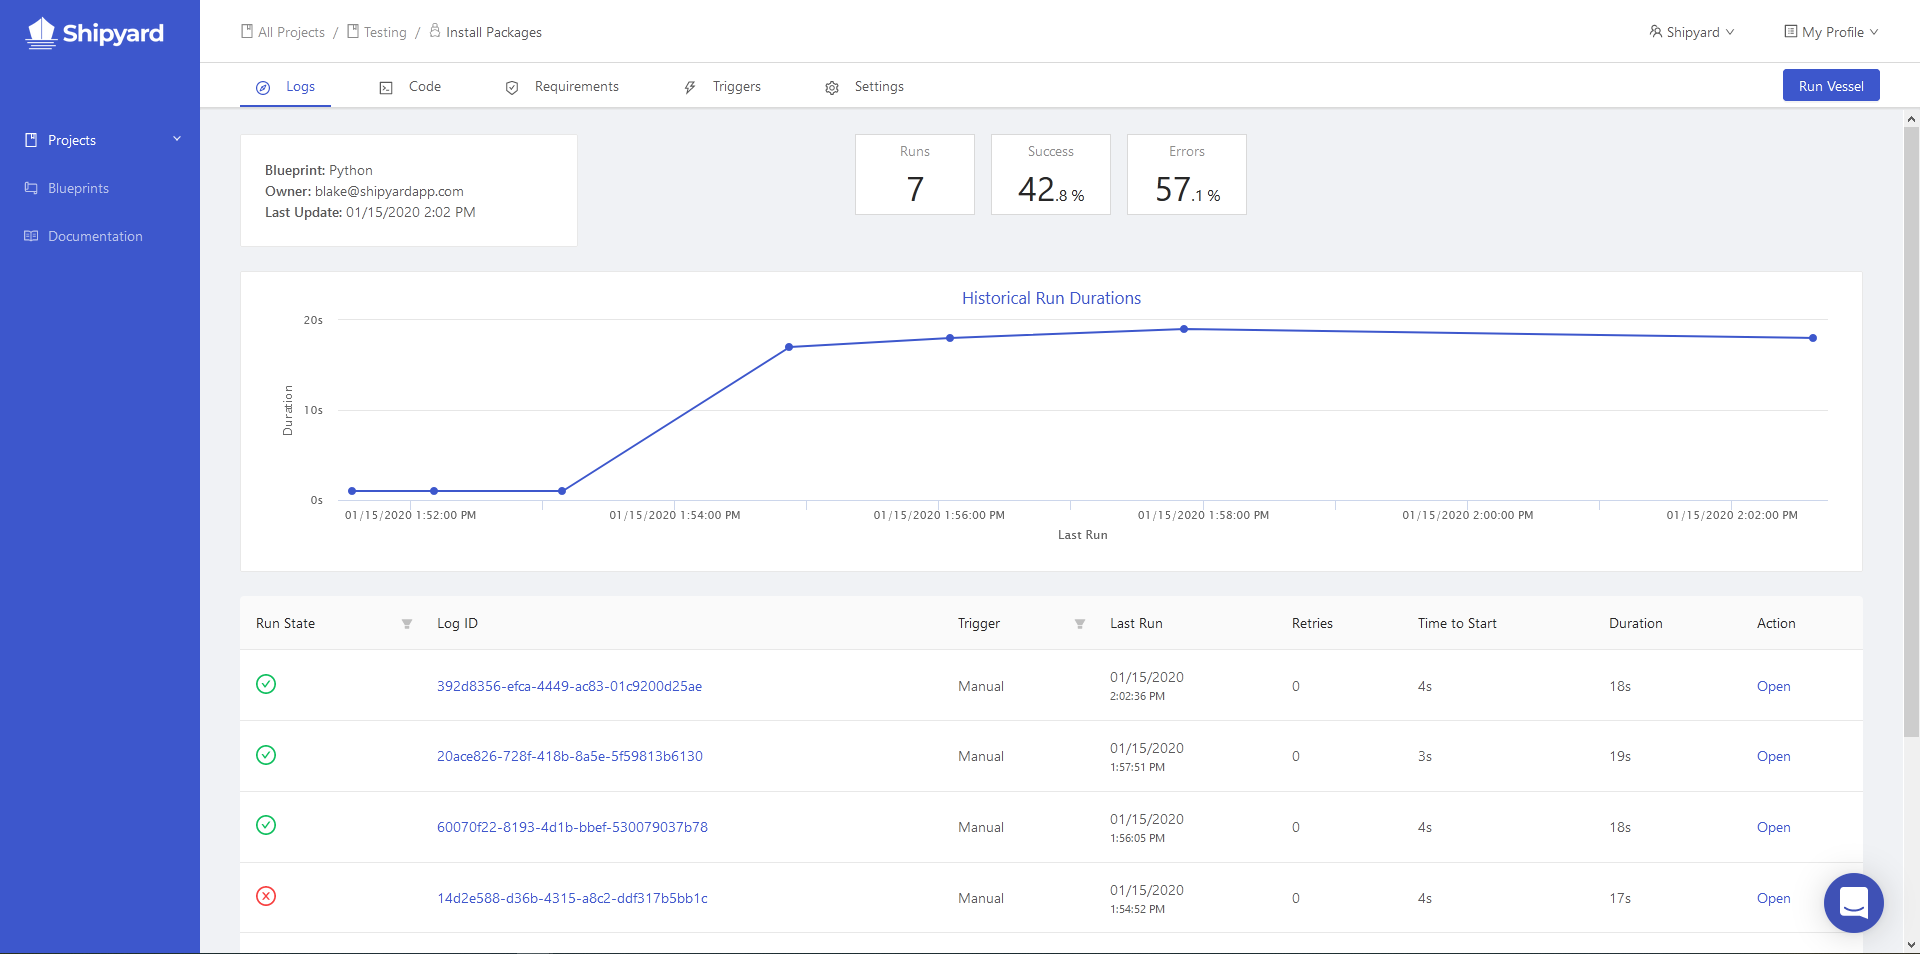 Shipyard
All Projects / Testing / Install Packages
Shipyard
My Profile
Logs
Code
Requirements
Triggers
Settings
Run Vessel
Projects
Blueprints
Documentation
Blueprint: Python
Owner: blake@shipyardapp.com
Last Update: 01/15/2020 2:02 PM
Runs
7
Success
42.8 %
Errors
57.1 %
Historical Run Durations
20s
10s
0s
Duration
01/15/2020 1:52:00 PM
01/15/2020 1:54:00 PM
01/15/2020 1:56:00 PM
01/15/2020 1:58:00 PM
01/15/2020 2:00:00 PM
01/15/2020 2:02:00 PM
Last Run
Run State Log ID Trigger Last Run Retries Time to Start Duration Action
392d8356-efca-4449-ac83-01c9200d25ae Manual 01/15/2020 0 4s 18s Open
2:02:36 PM
20ace826-728f-418b-8a5e-5f59813b6130 Manual 01/15/2020 0 3s 19s Open
1:57:51 PM
60070f22-8193-4d1b-bbef-530079037b78 Manual 01/15/2020 0 4s 18s Open
1:56:05 PM
14d2e588-d36b-4315-a8c2-ddf317b5bb1c Manual 01/15/2020 0 4s 17s Open
1:54:52 PM